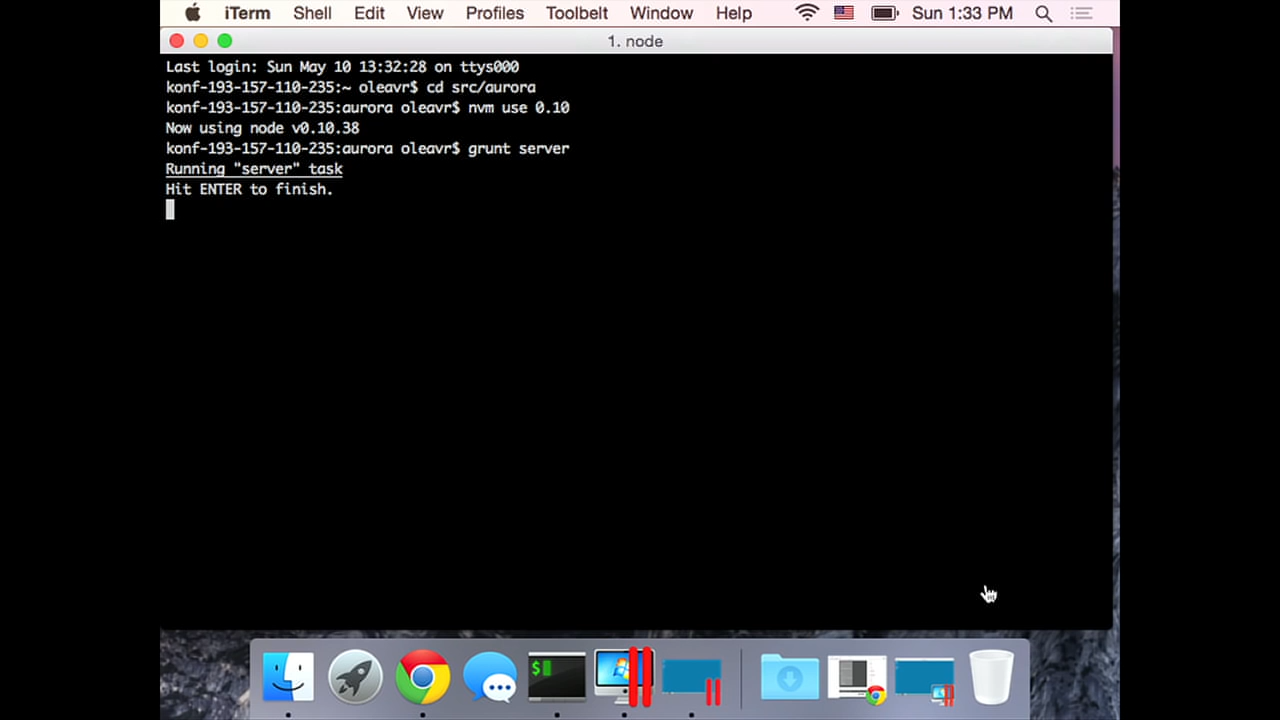 iTerm Shell Edit View Profiles Toolbelt Window Help Sun 1:33 PM
1. node
Last login: Sun May 10 13:32:28 on ttys000
konf-193-157-110-235:~ oleavr$ cd src/aurora
konf-193-157-110-235:aurora oleavr$ nvm use 0.10
Now using node v0.10.38
konf-193-157-110-235:aurora oleavr$ grunt server
Running "server" task
Hit ENTER to finish.
$